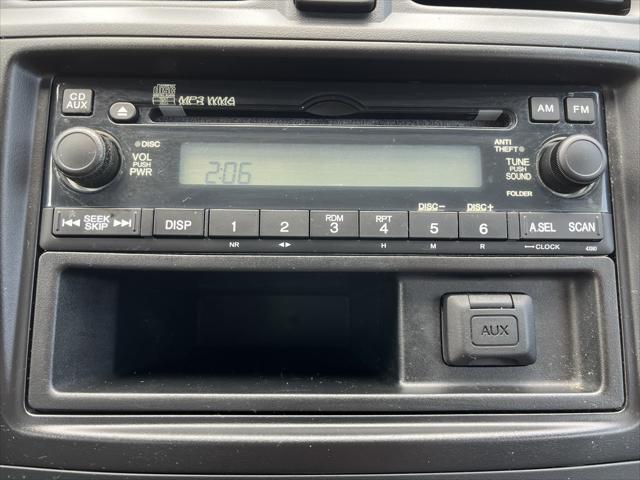 CD AUX
disc
MP3 WMA
AM
FM
DISC
ANTI THEFT
VOL PUSH PWR
2:06
TUNE PUSH SOUND
FOLDER
DISC-
DISC+
SEEK SKIP
DISP
1
2
RDM 3
RPT 4
5
6
A.SEL
SCAN
NR
H
M
R
CLOCK
AUX